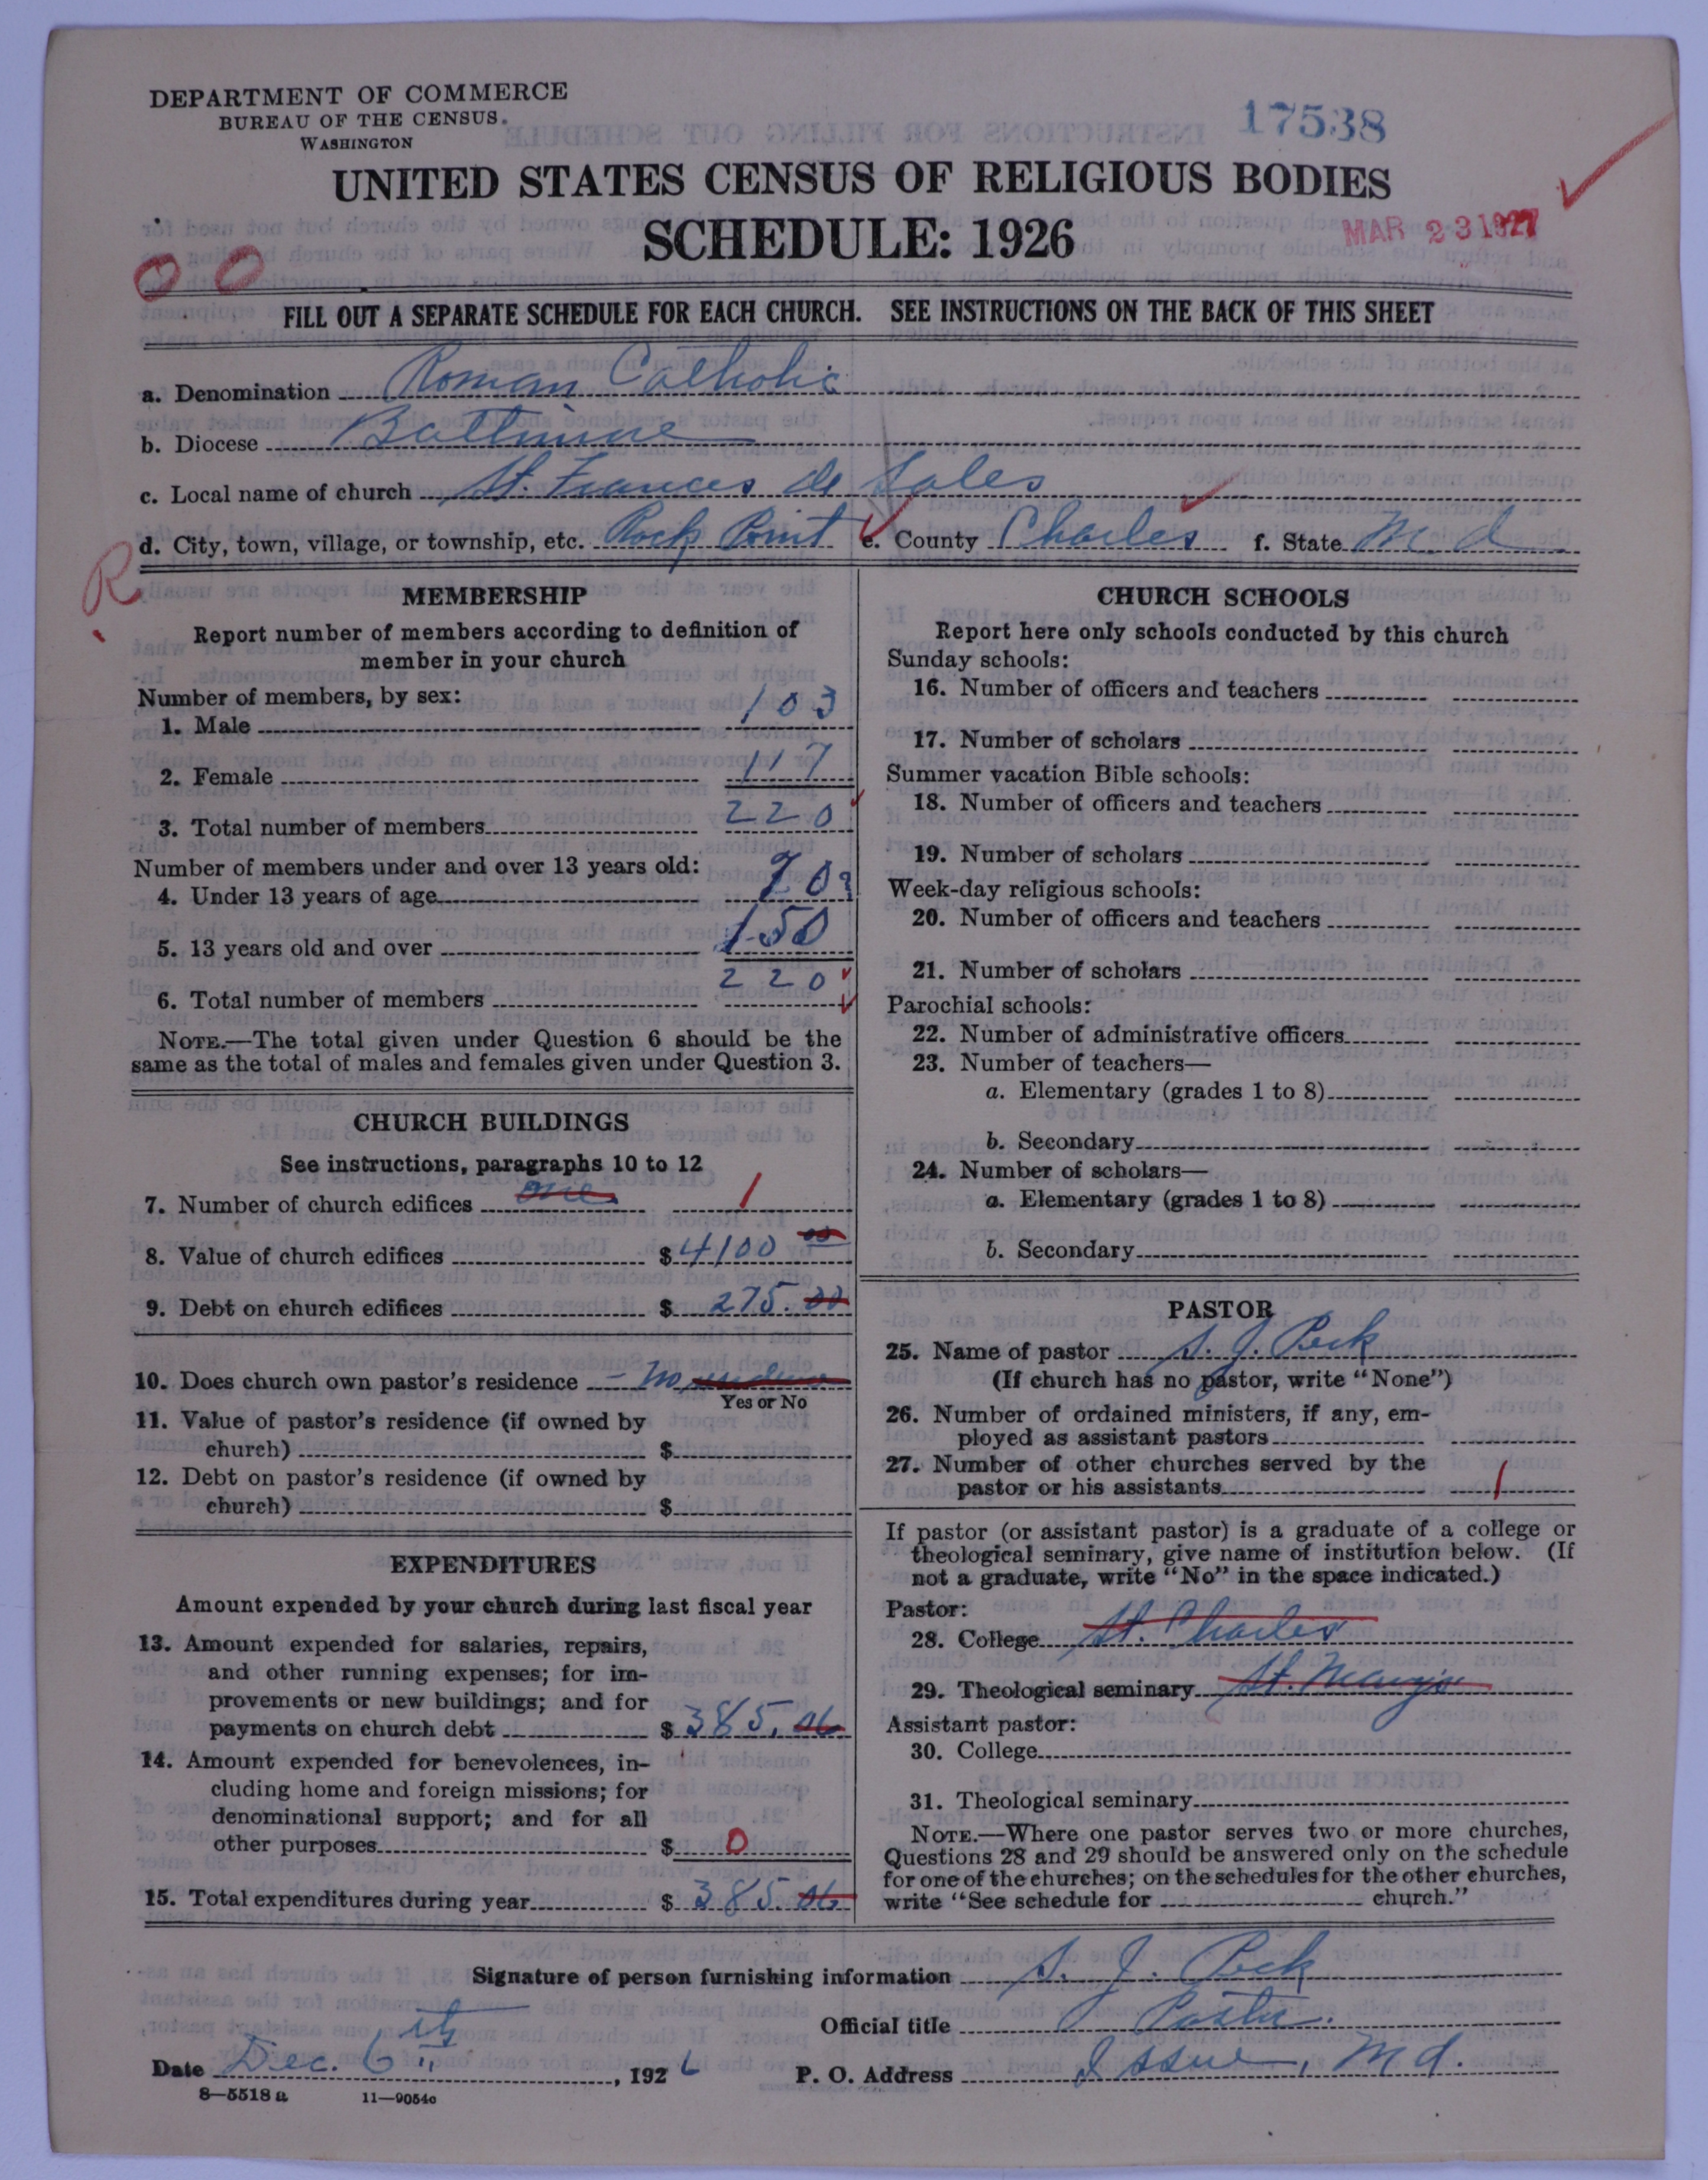 DEPARTMENT OF COMMERCE
BUREAU OF THE CENSUS
WASHINGTON
17538
UNITED STATES CENSUS OF RELIGIOUS BODIES
SCHEDULE: 1926
MAR 23 1927
00
FILL OUT A SEPARATE SCHEDULE FOR EACH CHURCH. SEE INSTRUCTIONS ON THE BACK OF THIS SHEET
a. Denomination Roman Catholic
b. Diocese Baltimore
c. Local name of church St. Frances de Sales
d. City, town, village, or township, etc. Rock Point e. County Charles f. State Md
R
MEMBERSHIP
Report number of members according to definition of
member in your church
Number of members, by sex:
1. Male 103
2. Female 117
3. Total number of members 220
Number of members under and over 13 years old:
4. Under 13 years of age 70?
5. 13 years old and over 150
6. Total number of members 220
NOTE.—The total given under Question 6 should be the
same as the total of males and females given under Question 3.
CHURCH BUILDINGS
See instructions, paragraphs 10 to 12
7. Number of church edifices one 1
8. Value of church edifices $ 4100 00
9. Debt on church edifices $ 275.00
10. Does church own pastor's residence - No residence
Yes or No
11. Value of pastor's residence (if owned by
church) $
12. Debt on pastor's residence (if owned by
church) $
EXPENDITURES
Amount expended by your church during last fiscal year
13. Amount expended for salaries, repairs,
and other running expenses; for im-
provements or new buildings; and for
payments on church debt $ 385.06
14. Amount expended for benevolences, in-
cluding home and foreign missions; for
denominational support; and for all
other purposes $ 0
15. Total expenditures during year $ 385.06
CHURCH SCHOOLS
Report here only schools conducted by this church
Sunday schools:
16. Number of officers and teachers
17. Number of scholars
Summer vacation Bible schools:
18. Number of officers and teachers
19. Number of scholars
Week-day religious schools:
20. Number of officers and teachers
21. Number of scholars
Parochial schools:
22. Number of administrative officers
23. Number of teachers—
a. Elementary (grades 1 to 8)
b. Secondary
24. Number of scholars—
a. Elementary (grades 1 to 8)
b. Secondary
PASTOR
25. Name of pastor S. J. Peck
(If church has no pastor, write "None")
26. Number of ordained ministers, if any, em-
ployed as assistant pastors
27. Number of other churches served by the
pastor or his assistants 1
If pastor (or assistant pastor) is a graduate of a college or
theological seminary, give name of institution below. (If
not a graduate, write "No" in the space indicated.)
Pastor:
28. College St. Charles
29. Theological seminary St. Mary's
Assistant pastor:
30. College
31. Theological seminary
NOTE.—Where one pastor serves two or more churches,
Questions 28 and 29 should be answered only on the schedule
for one of the churches; on the schedules for the other churches,
write "See schedule for church."
Signature of person furnishing information S. J. Peck
Official title Pastor.
Date Dec. 6th, 1926 P. O. Address Issue, Md.
8—5518 a 11—9054c